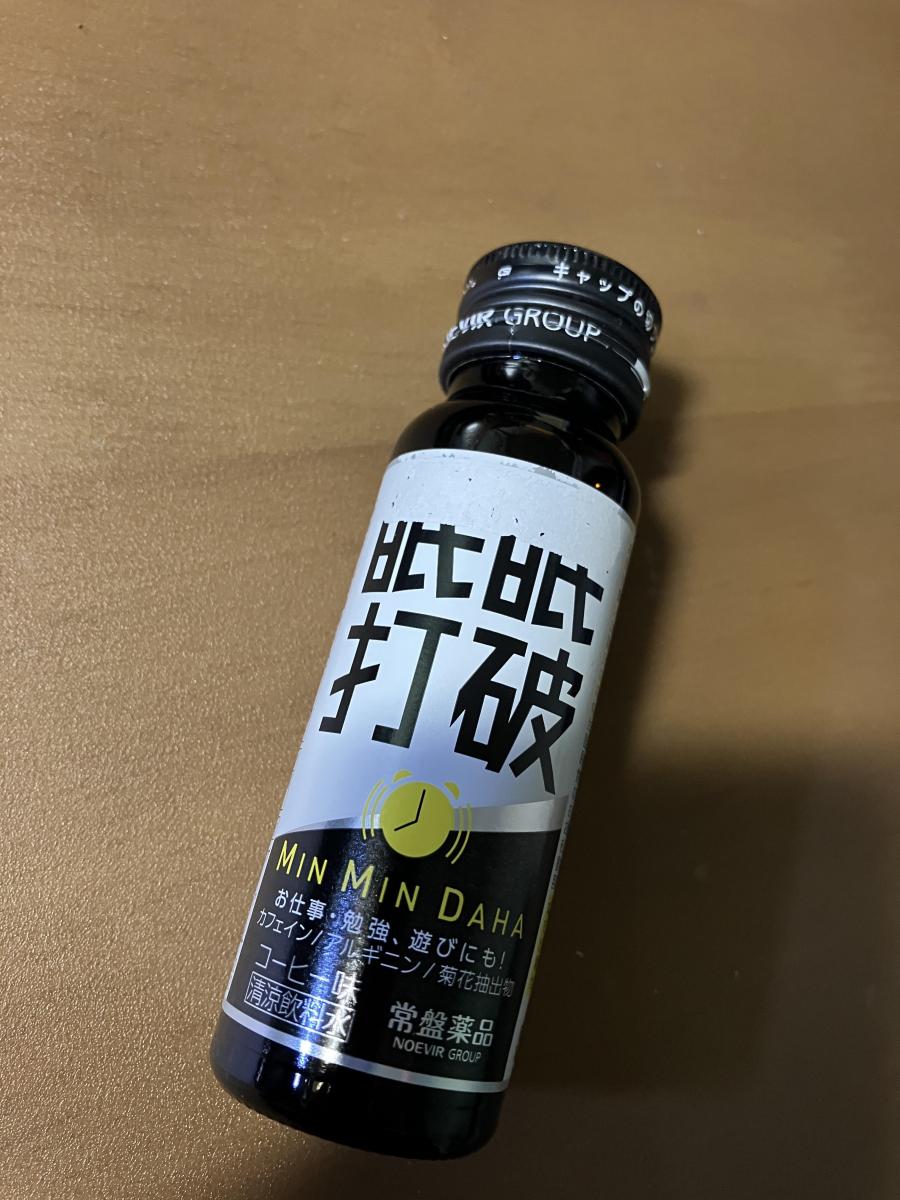 キャップの
NOEVIR GROUP
眠眠
打破
MIN MIN DAHA
お仕事・勉強、遊びにも!
カフェイン/アルギニン/菊花抽出物
コーヒー味
清涼飲料水
常盤薬品
NOEVIR GROUP